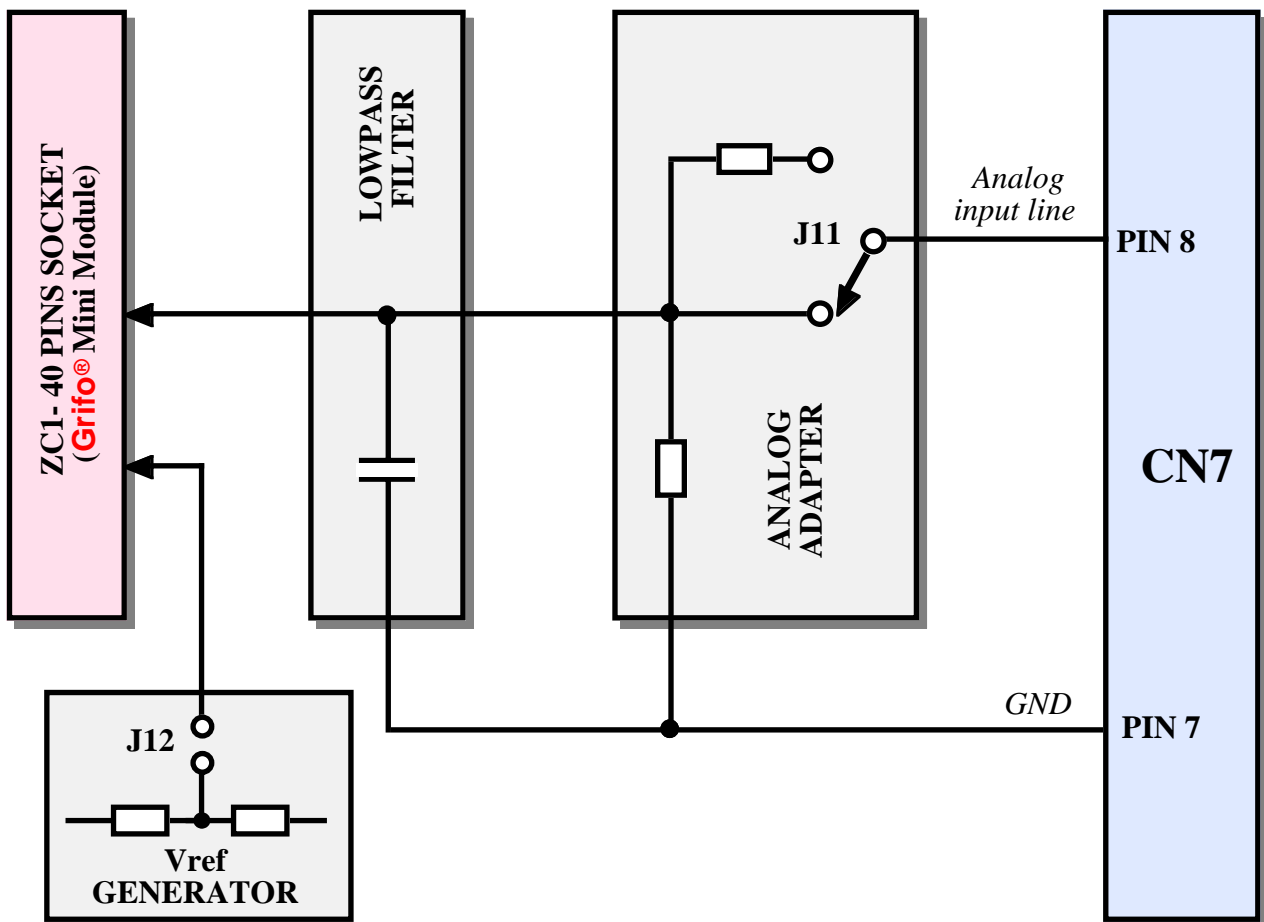 ZC1- 40 PINS SOCKET
(Grifo® Mini Module)
LOWPASS
FILTER
ANALOG
ADAPTER
J11
Analog
input line
PIN 8
CN7
GND
PIN 7
J12
Vref
GENERATOR